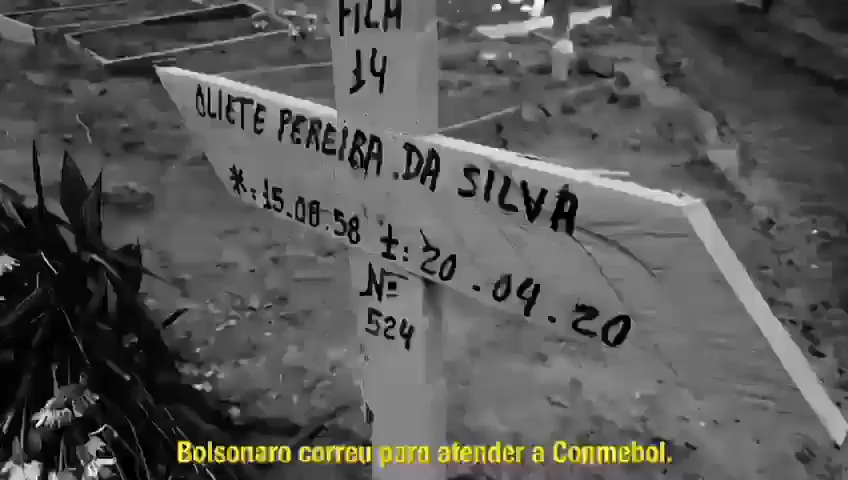 FILA
14
OLIETE PEREIRA. DA SILVA
*: 15.08.58 ±: 20.04.20
Nº
524
Bolsonaro correu para atender a Conmebol.